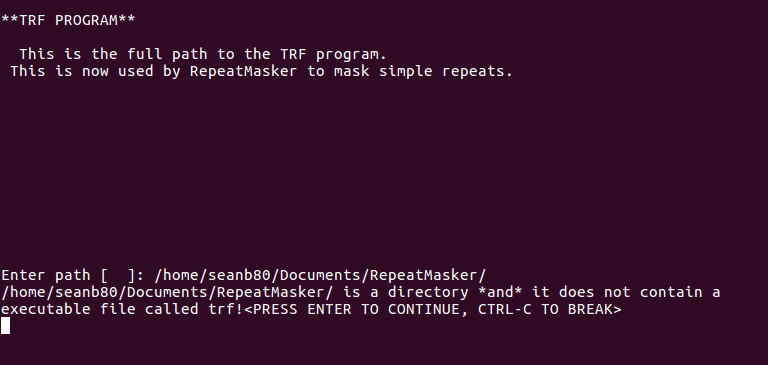 **TRF PROGRAM**
This is the full path to the TRF program.
This is now used by RepeatMasker to mask simple repeats.
Enter path [  ]: /home/seanb80/Documents/RepeatMasker/
/home/seanb80/Documents/RepeatMasker/ is a directory *and* it does not contain a
executable file called trf!<PRESS ENTER TO CONTINUE, CTRL-C TO BREAK>